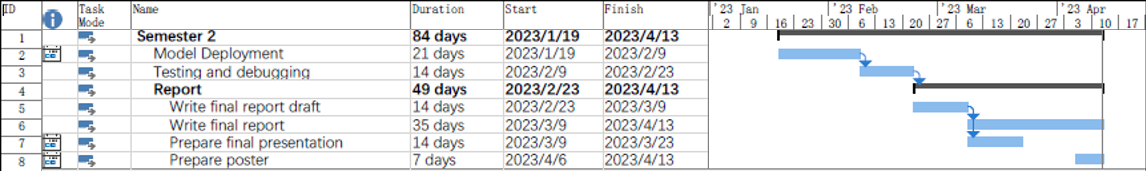 ID Task Mode Name Duration Start Finish '23 Jan '23 Feb '23 Mar '23 Apr
2 9 16 23 30 6 13 20 27 6 13 20 27 3 10 17
1 Semester 2 84 days 2023/1/19 2023/4/13
2 Model Deployment 21 days 2023/1/19 2023/2/9
3 Testing and debugging 14 days 2023/2/9 2023/2/23
4 Report 49 days 2023/2/23 2023/4/13
5 Write final report draft 14 days 2023/2/23 2023/3/9
6 Write final report 35 days 2023/3/9 2023/4/13
7 Prepare final presentation 14 days 2023/3/9 2023/3/23
8 Prepare poster 7 days 2023/4/6 2023/4/13